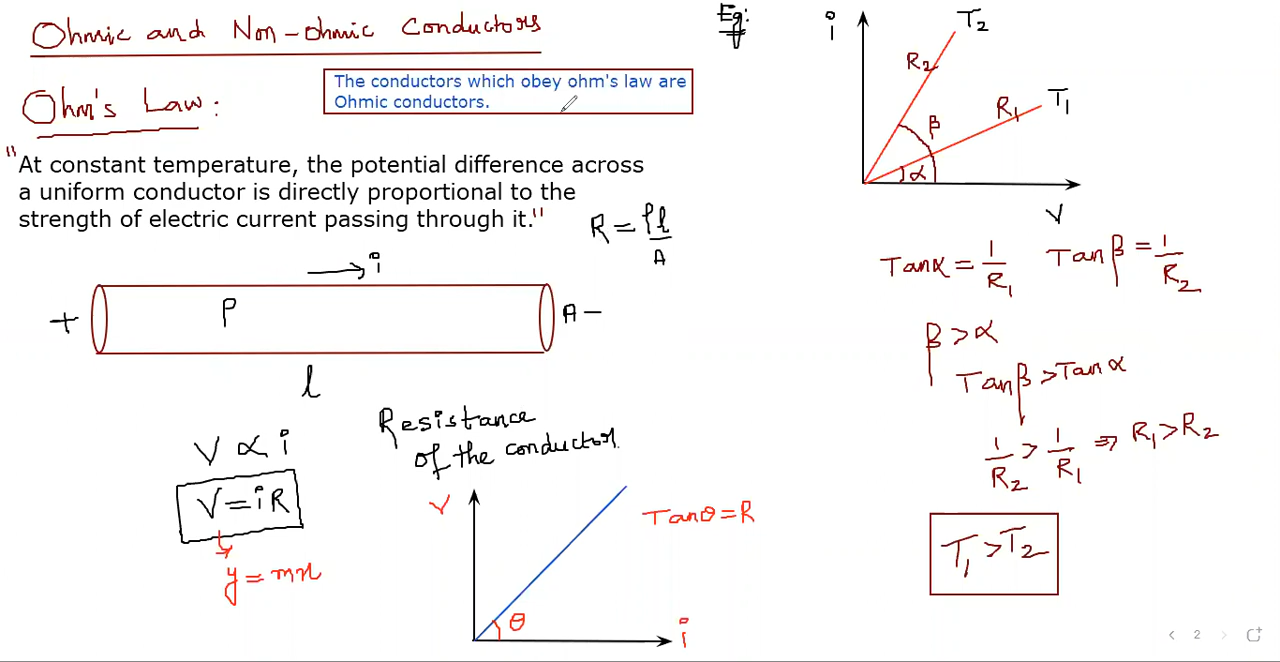 Ohmic and Non-ohmic Conductors
The conductors which obey ohm's law are
Ohmic conductors.
Ohm's Law:
"At constant temperature, the potential difference across
a uniform conductor is directly proportional to the
strength of electric current passing through it."
R = ρl/A
i
+ ρ A -
l
V ∝ i
V = iR
y = mx
Resistance
of the conductor.
V
Tanθ = R
θ
i
Eg:
i
T2
R2
T1
R1
β
α
V
Tanα = 1/R1 Tanβ = 1/R2
β > α
Tanβ > Tanα
1/R2 > 1/R1 ⇒ R1 > R2
T1 > T2
2